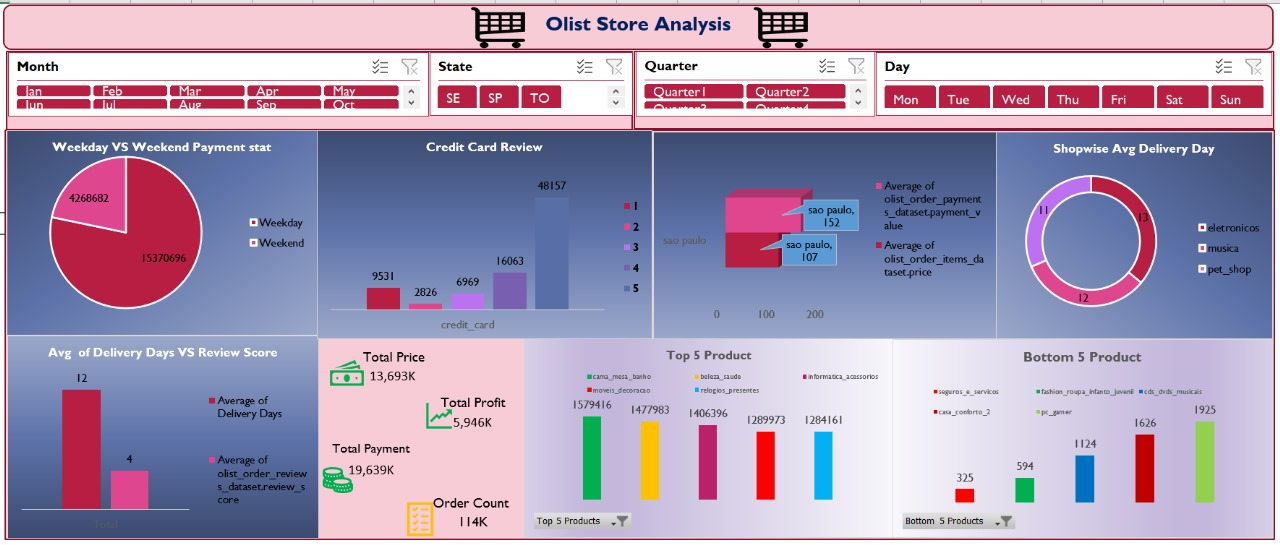 Olist Store Analysis
Month
Jan Feb Mar Apr May
Jun Jul Aug Sep Oct
State
SE SP TO
Quarter
Quarter1 Quarter2
Quarter3 Quarter4
Day
Mon Tue Wed Thu Fri Sat Sun
Weekday VS Weekend Payment stat
4268682
15370696
Weekday
Weekend
Credit Card Review
9531
2826
6969
16063
48157
credit_card
1
2
3
4
5
sao paulo
sao paulo,
152
sao paulo,
107
0 100 200
Average of
olist_order_payment
s_dataset.payment_v
alue
Average of
olist_order_items_da
taset.price
Shopwise Avg Delivery Day
11
13
12
eletronicos
musica
pet_shop
Avg of Delivery Days VS Review Score
12
4
Total
Average of
Delivery Days
Average of
olist_order_review
s_dataset.review_s
core
Total Price
13,693K
Total Profit
5,946K
Total Payment
19,639K
Order Count
114K
Top 5 Product
cama_mesa_banho beleza_saude informatica_acessorios
moveis_decoracao relogios_presentes
1579416
1477983
1406396
1289973
1284161
Top 5 Products
Bottom 5 Product
seguros_e_servicos fashion_roupa_infanto_juvenil cds_dvds_musicais
casa_conforto_2 pc_gamer
325
594
1124
1626
1925
Bottom 5 Products